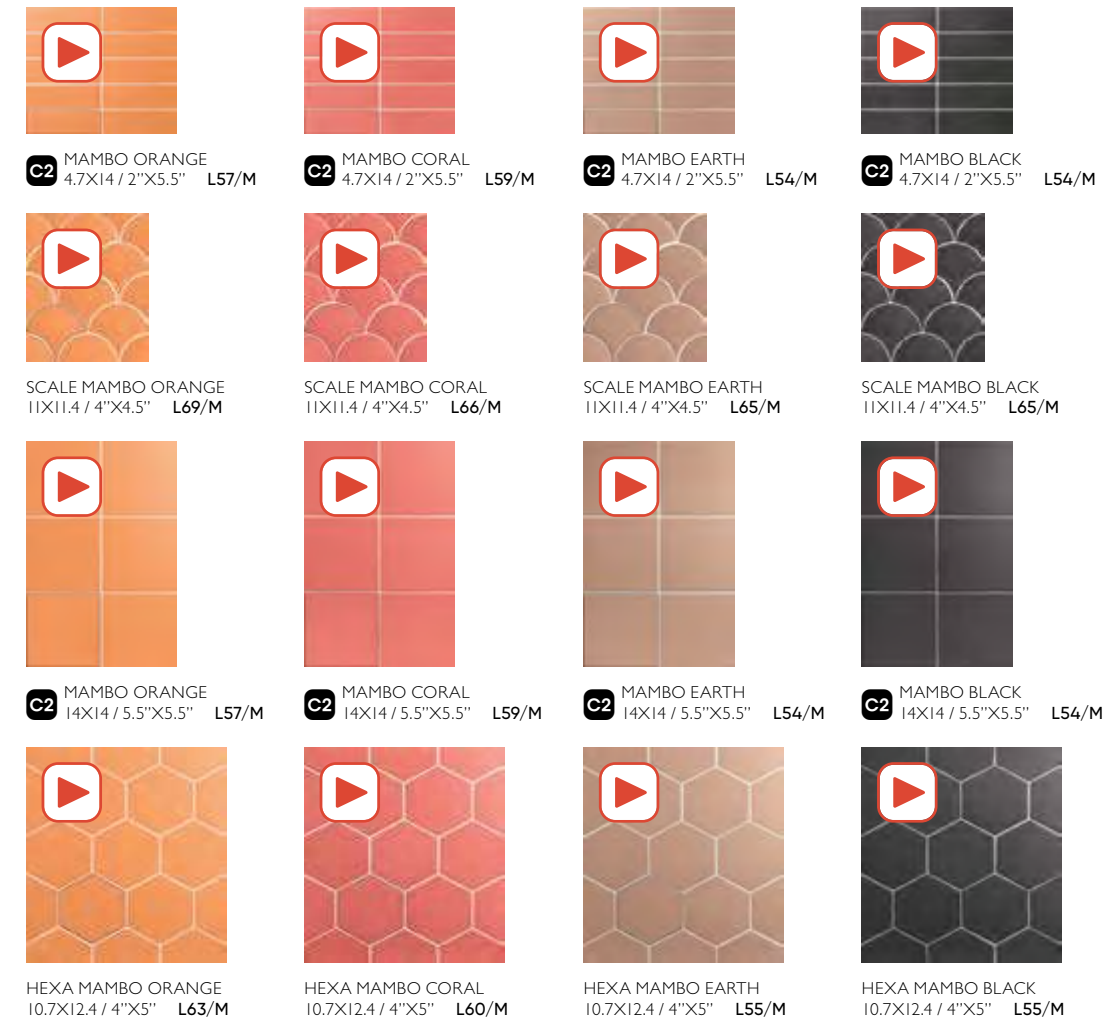 C2 MAMBO ORANGE
4.7X14 / 2”X5.5” L57/M
C2 MAMBO CORAL
4.7X14 / 2”X5.5” L59/M
C2 MAMBO EARTH
4.7X14 / 2”X5.5” L54/M
C2 MAMBO BLACK
4.7X14 / 2”X5.5” L54/M
SCALE MAMBO ORANGE
11X11.4 / 4”X4.5” L69/M
SCALE MAMBO CORAL
11X11.4 / 4”X4.5” L66/M
SCALE MAMBO EARTH
11X11.4 / 4”X4.5” L65/M
SCALE MAMBO BLACK
11X11.4 / 4”X4.5” L65/M
C2 MAMBO ORANGE
14X14 / 5.5”X5.5” L57/M
C2 MAMBO CORAL
14X14 / 5.5”X5.5” L59/M
C2 MAMBO EARTH
14X14 / 5.5”X5.5” L54/M
C2 MAMBO BLACK
14X14 / 5.5”X5.5” L54/M
HEXA MAMBO ORANGE
10.7X12.4 / 4”X5” L63/M
HEXA MAMBO CORAL
10.7X12.4 / 4”X5” L60/M
HEXA MAMBO EARTH
10.7X12.4 / 4”X5” L55/M
HEXA MAMBO BLACK
10.7X12.4 / 4”X5” L55/M